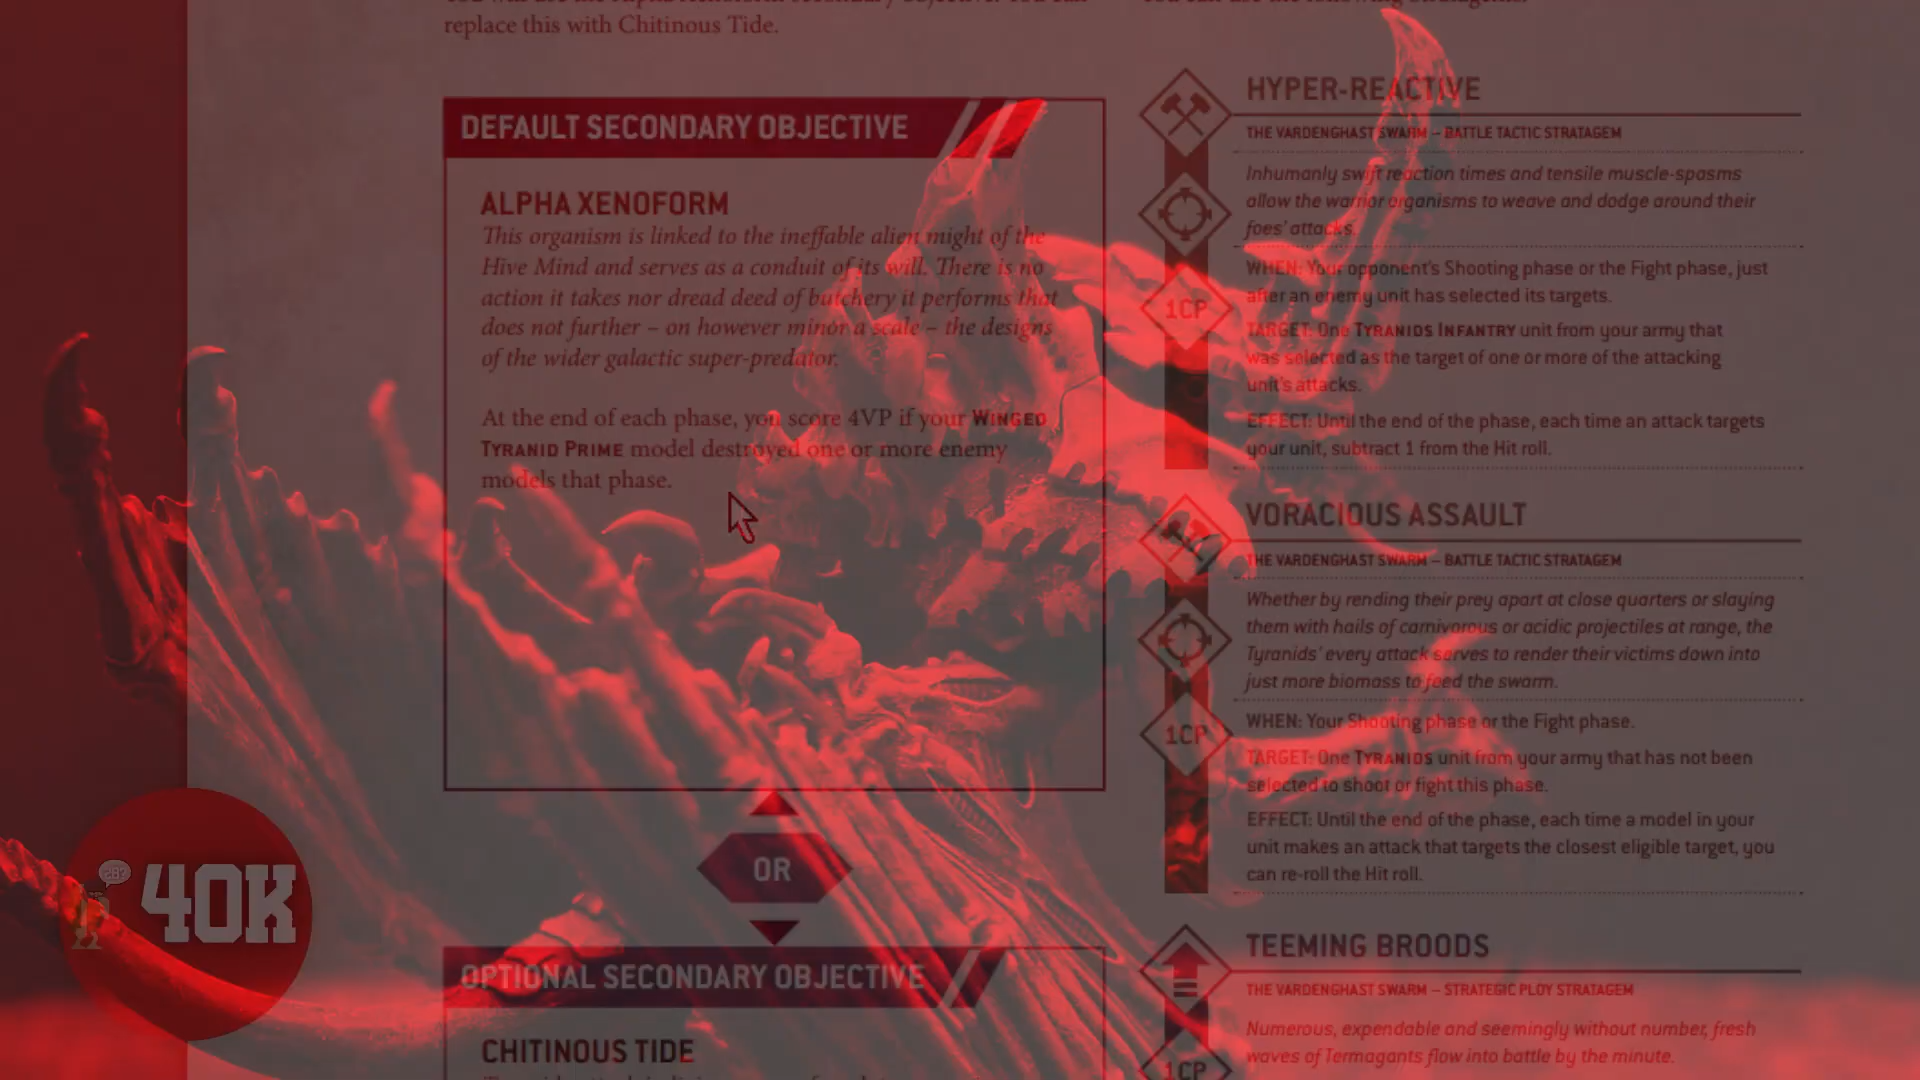 replace this with Chitinous Tide.
DEFAULT SECONDARY OBJECTIVE
ALPHA XENOFORM
This organism is linked to the ineffable alien might of the
Hive Mind and serves as a conduit of its will. There is no
action it takes nor dread deed of butchery it performs that
does not further – on however minor a scale – the designs
of the wider galactic super-predator.
At the end of each phase, you score 4VP if your WINGED
TYRANID PRIME model destroyed one or more enemy
models that phase.
OR
OPTIONAL SECONDARY OBJECTIVE
CHITINOUS TIDE
HYPER-REACTIVE
THE VARDENGHAST SWARM – BATTLE TACTIC STRATAGEM
Inhumanly swift reaction times and tensile muscle-spasms
allow the warrior organisms to weave and dodge around their
foes' attacks.
WHEN: Your opponent's Shooting phase or the Fight phase, just
after an enemy unit has selected its targets.
1CP
TARGET: One TYRANIDS INFANTRY unit from your army that
was selected as the target of one or more of the attacking
unit's attacks.
EFFECT: Until the end of the phase, each time an attack targets
your unit, subtract 1 from the Hit roll.
VORACIOUS ASSAULT
THE VARDENGHAST SWARM – BATTLE TACTIC STRATAGEM
Whether by rending their prey apart at close quarters or slaying
them with hails of carnivorous or acidic projectiles at range, the
Tyranids' every attack serves to render their victims down into
just more biomass to feed the swarm.
WHEN: Your Shooting phase or the Fight phase.
1CP
TARGET: One TYRANIDS unit from your army that has not been
selected to shoot or fight this phase.
EFFECT: Until the end of the phase, each time a model in your
unit makes an attack that targets the closest eligible target, you
can re-roll the Hit roll.
TEEMING BROODS
THE VARDENGHAST SWARM – STRATEGIC PLOY STRATAGEM
Numerous, expendable and seemingly without number, fresh
waves of Termagants flow into battle by the minute.
1CP
40K